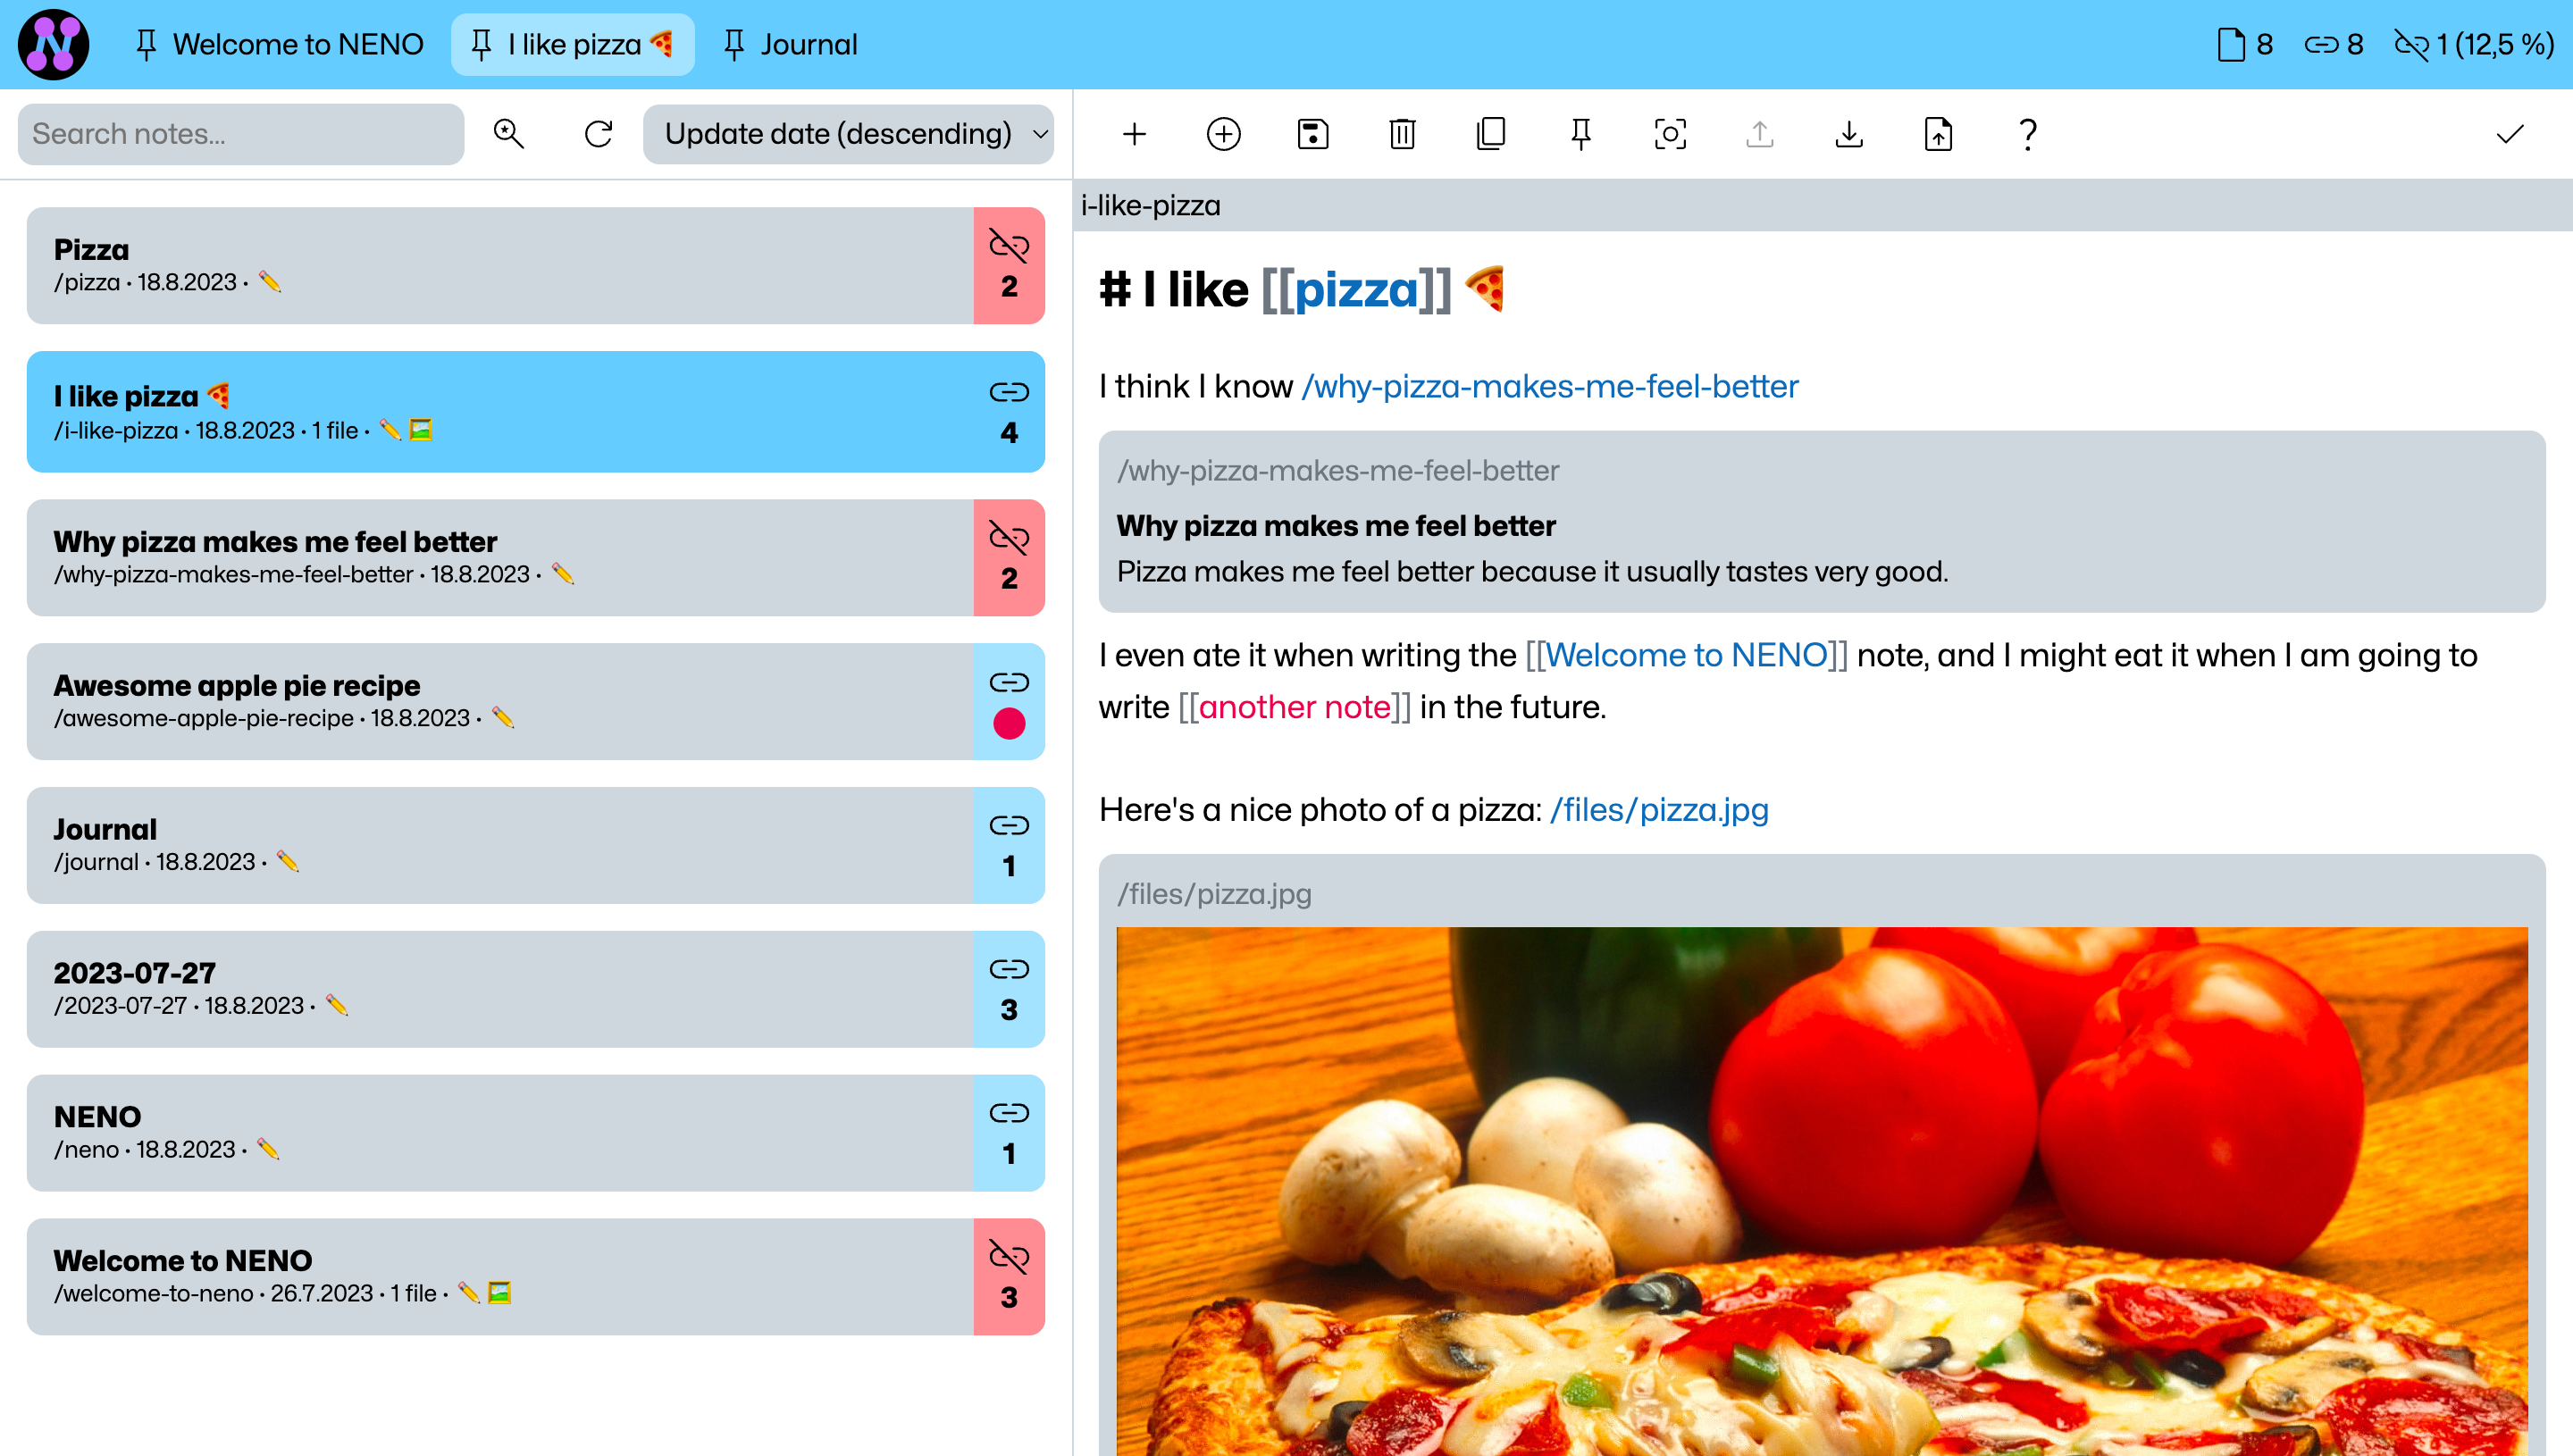 N
Welcome to NENO
I like pizza 🍕
Journal
8
8
1 (12,5 %)
Search notes...
Update date (descending)
?
Pizza
/pizza · 18.8.2023 · ✏️
2
I like pizza 🍕
/i-like-pizza · 18.8.2023 · 1 file · ✏️ 🖼️
4
Why pizza makes me feel better
/why-pizza-makes-me-feel-better · 18.8.2023 · ✏️
2
Awesome apple pie recipe
/awesome-apple-pie-recipe · 18.8.2023 · ✏️
Journal
/journal · 18.8.2023 · ✏️
1
2023-07-27
/2023-07-27 · 18.8.2023 · ✏️
3
NENO
/neno · 18.8.2023 · ✏️
1
Welcome to NENO
/welcome-to-neno · 26.7.2023 · 1 file · ✏️ 🖼️
3
i-like-pizza
# I like [[pizza]] 🍕
I think I know /why-pizza-makes-me-feel-better
/why-pizza-makes-me-feel-better
Why pizza makes me feel better
Pizza makes me feel better because it usually tastes very good.
I even ate it when writing the [[Welcome to NENO]] note, and I might eat it when I am going to
write [[another note]] in the future.
Here's a nice photo of a pizza: /files/pizza.jpg
/files/pizza.jpg